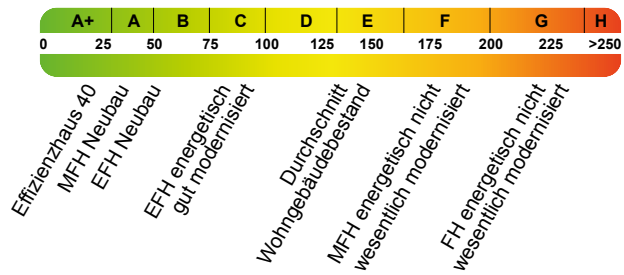 A+ A B C D E F G H
0 25 50 75 100 125 150 175 200 225 >250
Effizienzhaus 40
MFH Neubau
EFH Neubau
EFH energetisch
gut modernisiert
Durchschnitt
Wohngebäudebestand
MFH energetisch nicht
wesentlich modernisiert
FH energetisch nicht
wesentlich modernisiert